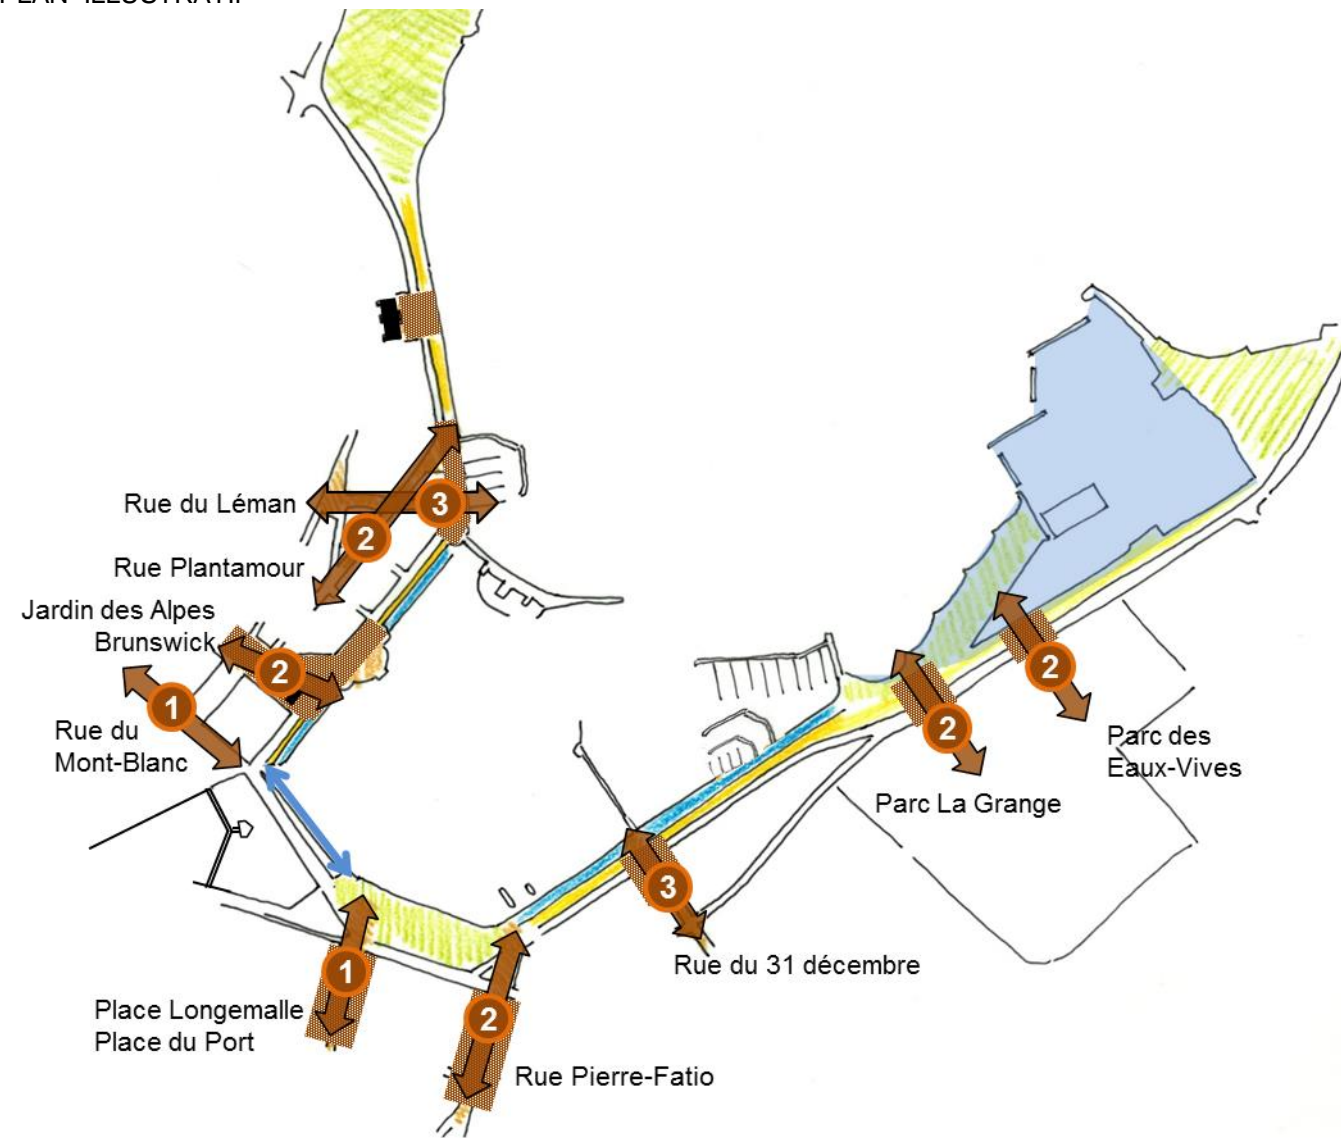 PLAN ILLUSTRATIF
Rue du Léman
3
2
Rue Plantamour
Jardin des Alpes
Brunswick
2
1
Rue du
Mont-Blanc
2
Parc des
Eaux-Vives
2
Parc La Grange
3
Rue du 31 décembre
1
Place Longemalle
Place du Port
2
Rue Pierre-Fatio